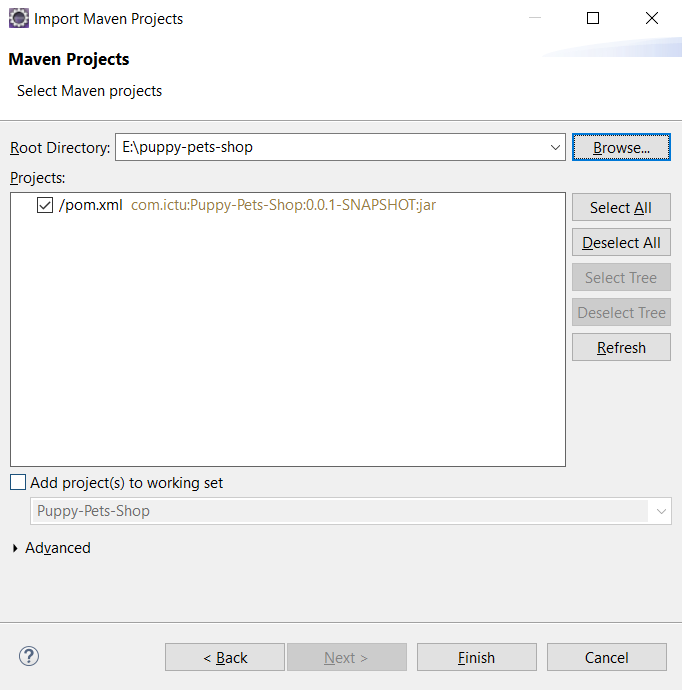 Import Maven Projects
Maven Projects
Select Maven projects
Root Directory: E:\puppy-pets-shop Browse...
Projects:
/pom.xml com.ictu:Puppy-Pets-Shop:0.0.1-SNAPSHOT:jar
Select All
Deselect All
Select Tree
Deselect Tree
Refresh
Add project(s) to working set
Puppy-Pets-Shop
Advanced
? < Back Next > Finish Cancel